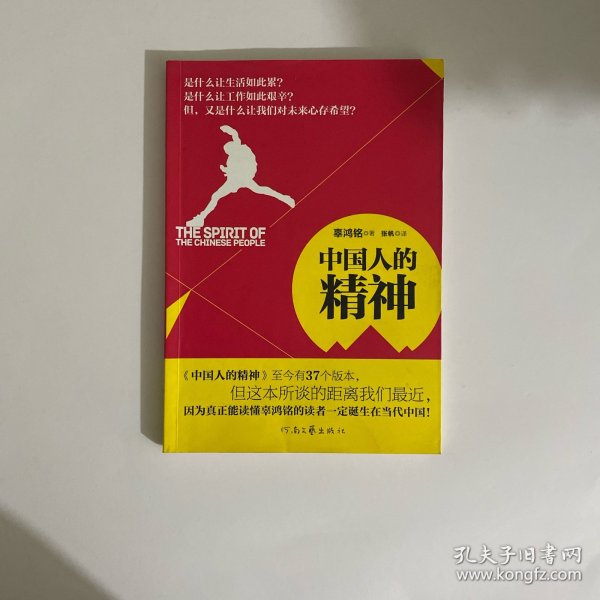 是什么让生活如此累？
是什么让工作如此艰辛？
但，又是什么让我们对未来心存希望？
THE SPIRIT OF
THE CHINESE PEOPLE
辜鸿铭◎著 张帆◎译
中国人的
精神
《中国人的精神》至今有37个版本，
但这本所谈的距离我们最近，
因为真正能读懂辜鸿铭的读者一定诞生在当代中国！
河南文艺出版社
孔夫子旧书网
www.kongfz.com